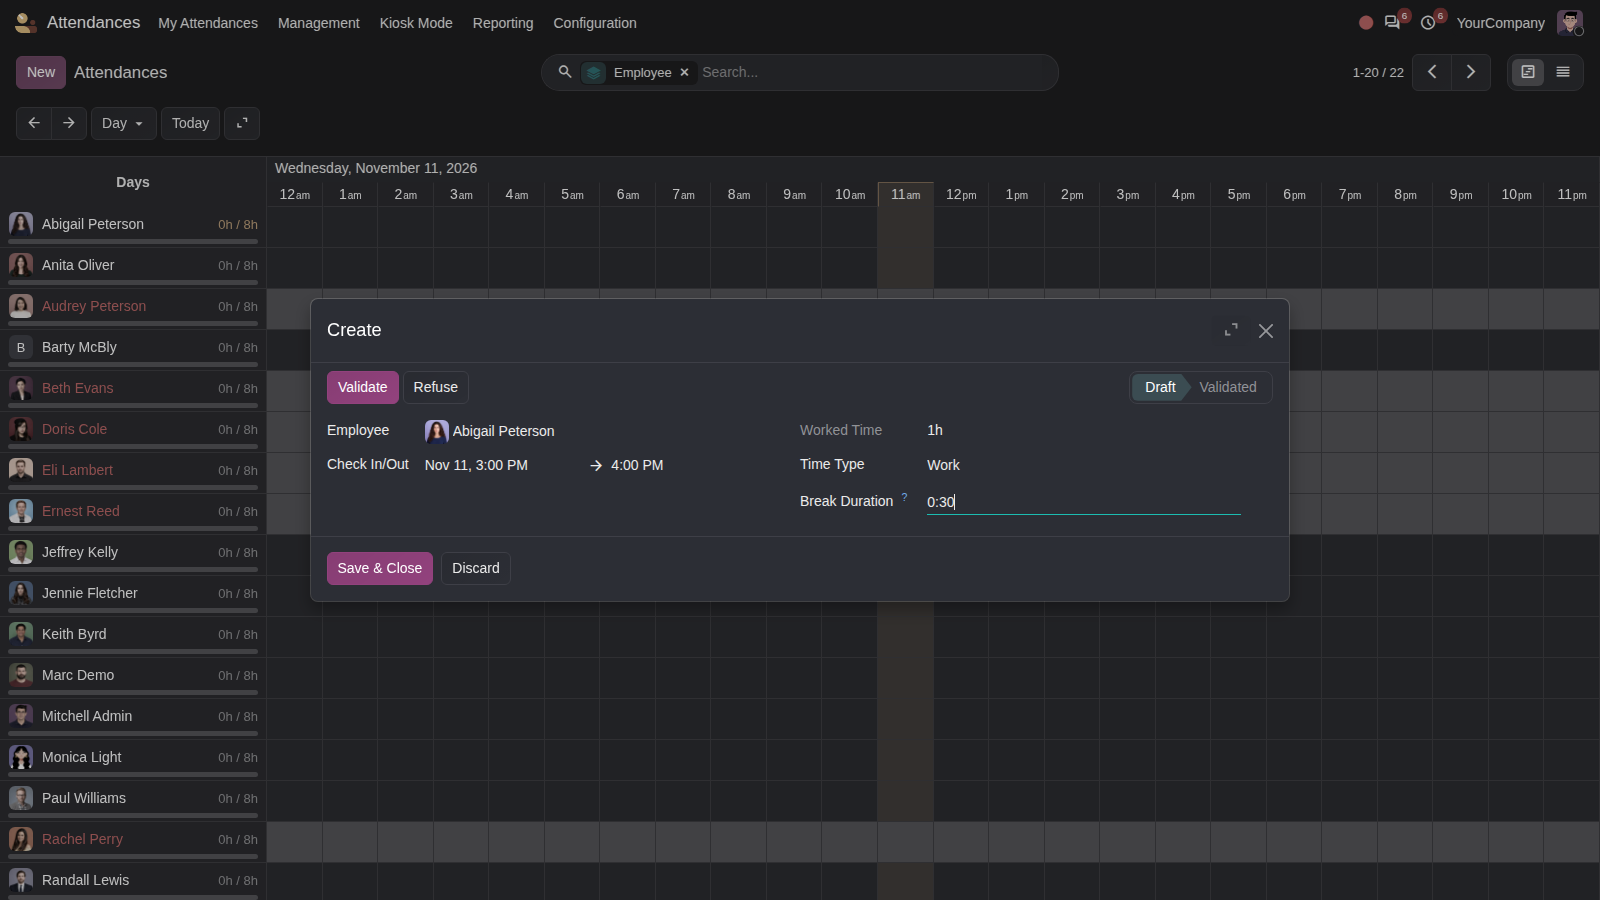 Attendances My Attendances Management Kiosk Mode Reporting Configuration 6 6 YourCompany
New Attendances Employee Search... 1-20 / 22
Day Today
Days Wednesday, November 11, 2026
12am 1am 2am 3am 4am 5am 6am 7am 8am 9am 10am 11am 12pm 1pm 2pm 3pm 4pm 5pm 6pm 7pm 8pm 9pm 10pm 11pm
Abigail Peterson 0h / 8h
Anita Oliver 0h / 8h
Audrey Peterson 0h / 8h
B Barty McBly 0h / 8h
Beth Evans 0h / 8h
Doris Cole 0h / 8h
Eli Lambert 0h / 8h
Ernest Reed 0h / 8h
Jeffrey Kelly 0h / 8h
Jennie Fletcher 0h / 8h
Keith Byrd 0h / 8h
Marc Demo 0h / 8h
Mitchell Admin 0h / 8h
Monica Light 0h / 8h
Paul Williams 0h / 8h
Rachel Perry 0h / 8h
Randall Lewis 0h / 8h
Create
Validate Refuse Draft Validated
Employee Abigail Peterson Worked Time 1h
Check In/Out Nov 11, 3:00 PM → 4:00 PM Time Type Work
Break Duration ? 0:30
Save & Close Discard